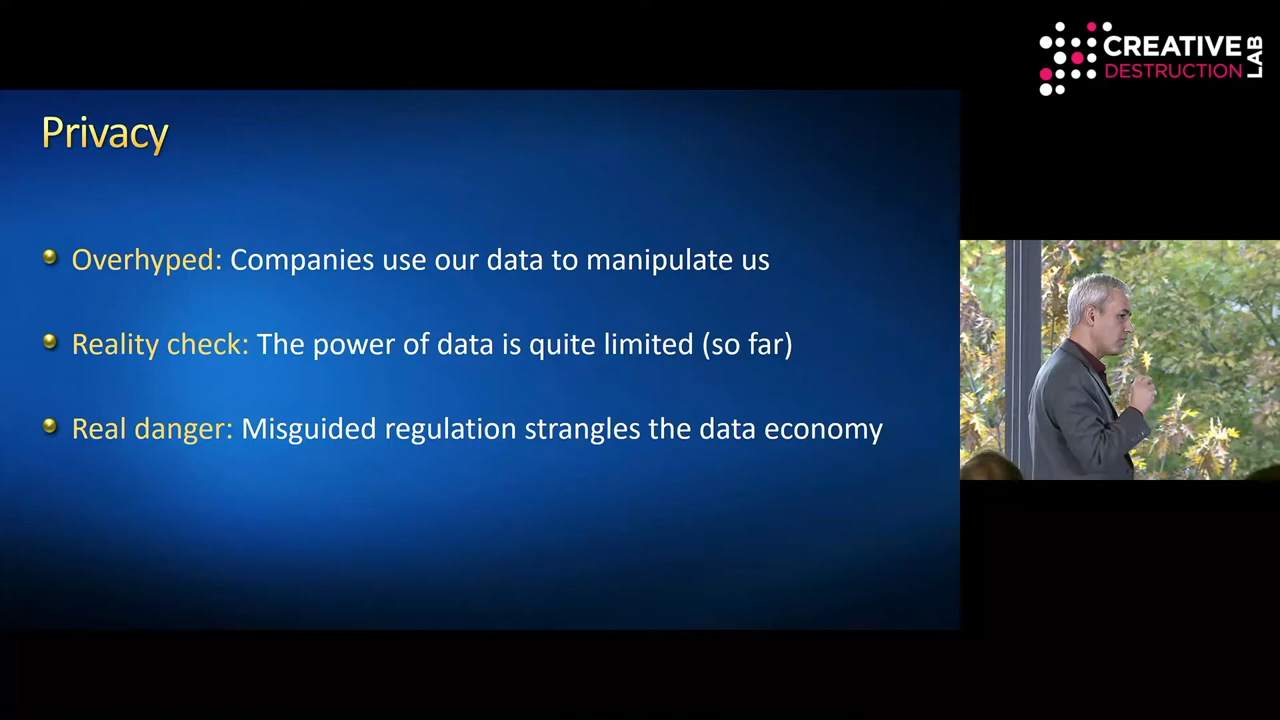 CREATIVE
DESTRUCTION
LAB
Privacy
Overhyped: Companies use our data to manipulate us
Reality check: The power of data is quite limited (so far)
Real danger: Misguided regulation strangles the data economy